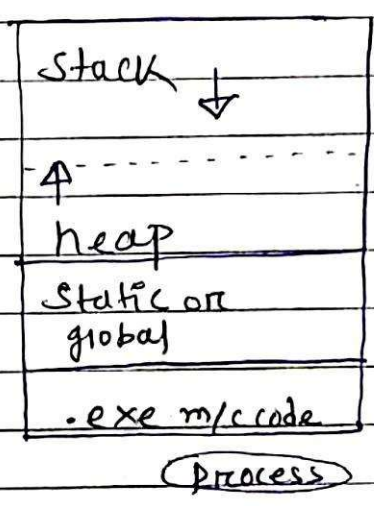 Stack
heap
Static or
global
.exe m/c code
process